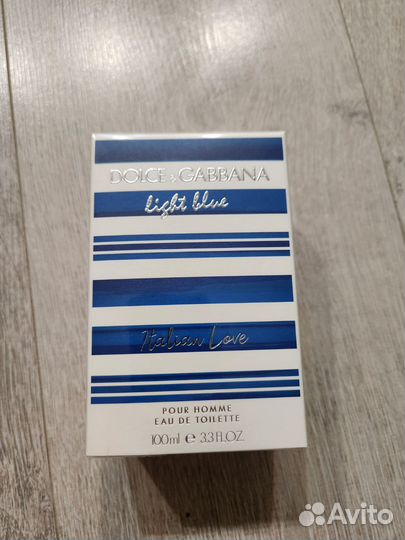 DOLCE & GABBANA
light blue
Italian Love
POUR HOMME
EAU DE TOILETTE
100ml e 3.3 FL.OZ.
Avito